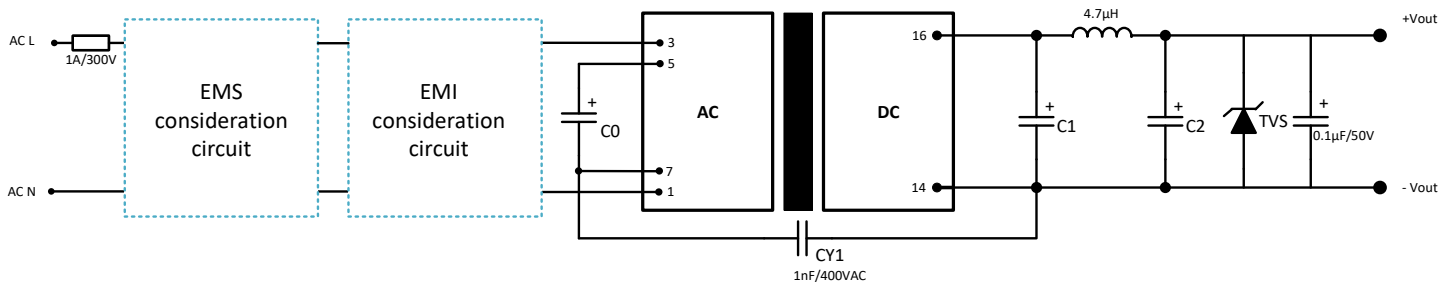 4.7µH
+Vout
AC L
1A/300V
3
16
5
EMS
consideration
circuit
EMI
consideration
circuit
+
C0
AC
DC
+
C1
+
C2
TVS
+
0.1µF/50V
7
AC N
1
14
- Vout
CY1
1nF/400VAC